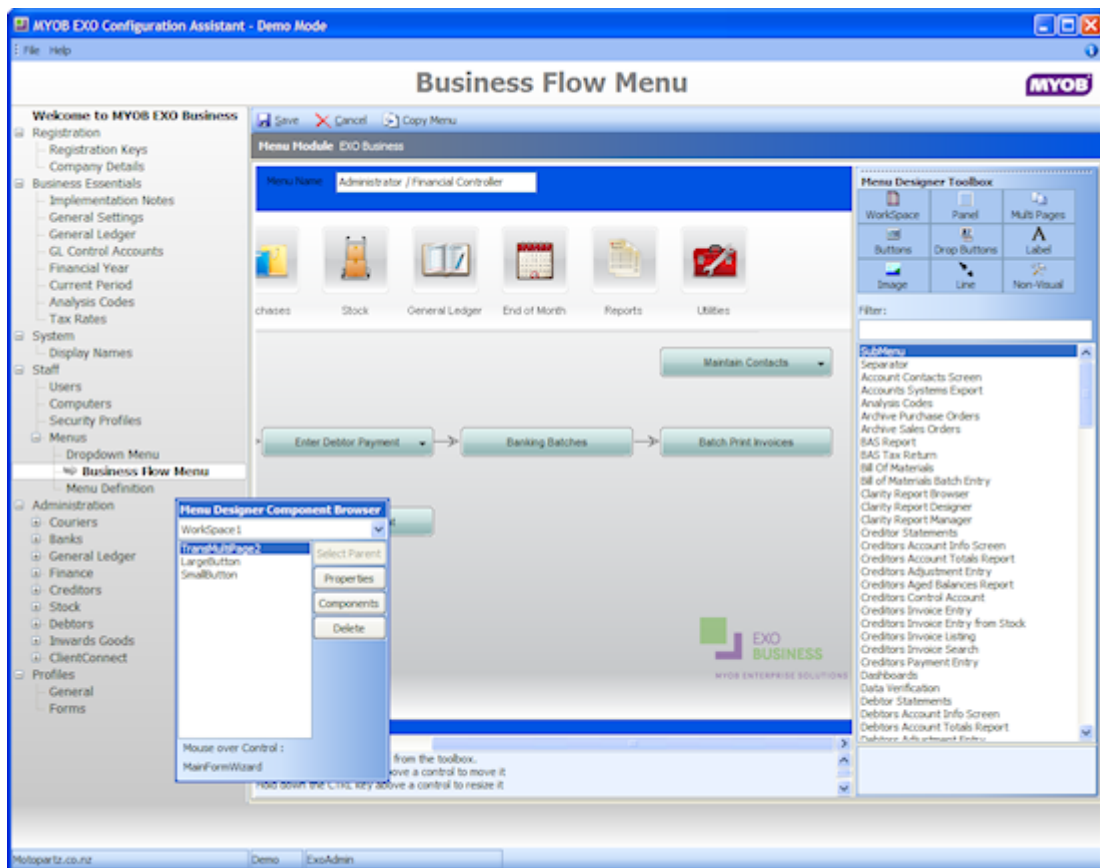 MYOB EXO Configuration Assistant - Demo Mode
File Help
Business Flow Menu
MYOB
Welcome to MYOB EXO Business
Registration
Registration Keys
Company Details
Business Essentials
Implementation Notes
General Settings
General Ledger
GL Control Accounts
Financial Year
Current Period
Analysis Codes
Tax Rates
System
Display Names
Staff
Users
Computers
Security Profiles
Menus
Dropdown Menu
Business Flow Menu
Menu Definition
Administration
Couriers
Banks
General Ledger
Finance
Creditors
Stock
Debtors
Inwards Goods
ClientConnect
Profiles
General
Forms
Save Cancel Copy Menu
Menu Module EXO Business
Menu Name Administrator / Financial Controller
chases Stock General Ledger End of Month Reports Utilities
Maintain Contacts
Enter Debtor Payment Banking Batches Batch Print Invoices
EXO
BUSINESS
MYOB ENTERPRISE SOLUTIONS
from the toolbox.
ove a control to move it
Hold down the CTRL key above a control to resize it
Menu Designer Component Browser
WorkSpace1
TransMultiPage2
LargeButton
SmallButton
Select Parent
Properties
Components
Delete
Mouse over Control :
MainFormWizard
Menu Designer Toolbox
WorkSpace Panel Multi Pages
Buttons Drop Buttons Label
Image Line Non-Visual
Filter:
SubMenu
Separator
Account Contacts Screen
Accounts Systems Export
Analysis Codes
Archive Purchase Orders
Archive Sales Orders
BAS Report
BAS Tax Return
Bill Of Materials
Bill of Materials Batch Entry
Clarity Report Browser
Clarity Report Designer
Clarity Report Manager
Creditor Statements
Creditors Account Info Screen
Creditors Account Totals Report
Creditors Adjustment Entry
Creditors Aged Balances Report
Creditors Control Account
Creditors Invoice Entry
Creditors Invoice Entry from Stock
Creditors Invoice Listing
Creditors Invoice Search
Creditors Payment Entry
Dashboards
Data Verification
Debtor Statements
Debtors Account Info Screen
Debtors Account Totals Report
Debtors Adjustment Entry
Motopartz.co.nz Demo ExoAdmin